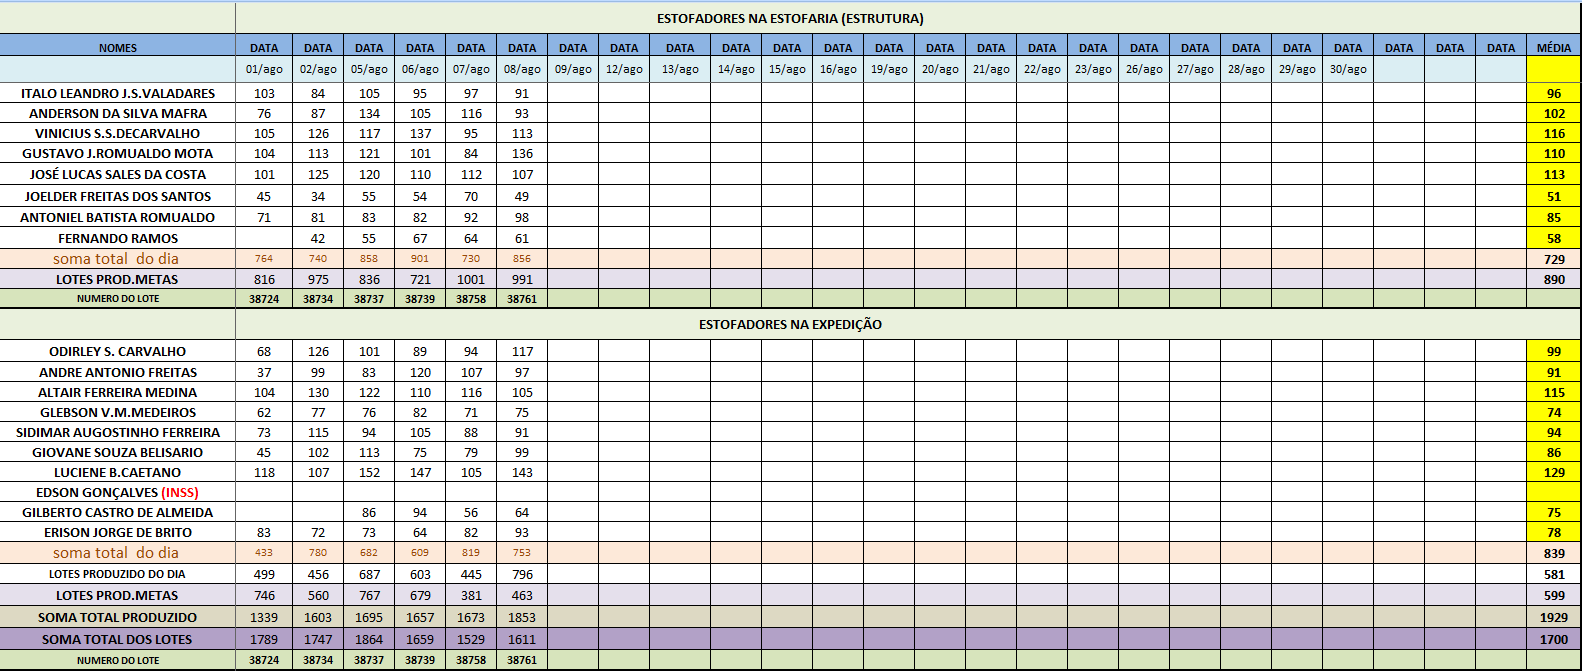 ESTOFADORES NA ESTOFARIA (ESTRUTURA)
NOMES DATA DATA DATA DATA DATA DATA DATA DATA DATA DATA DATA DATA DATA DATA DATA DATA DATA DATA DATA DATA DATA DATA DATA DATA DATA MÉDIA
01/ago 02/ago 05/ago 06/ago 07/ago 08/ago 09/ago 12/ago 13/ago 14/ago 15/ago 16/ago 19/ago 20/ago 21/ago 22/ago 23/ago 26/ago 27/ago 28/ago 29/ago 30/ago
ITALO LEANDRO J.S.VALADARES 103 84 105 95 97 91 96
ANDERSON DA SILVA MAFRA 76 87 134 105 116 93 102
VINICIUS S.S.DECARVALHO 105 126 117 137 95 113 116
GUSTAVO J.ROMUALDO MOTA 104 113 121 101 84 136 110
JOSÉ LUCAS SALES DA COSTA 101 125 120 110 112 107 113
JOELDER FREITAS DOS SANTOS 45 34 55 54 70 49 51
ANTONIEL BATISTA ROMUALDO 71 81 83 82 92 98 85
FERNANDO RAMOS 42 55 67 64 61 58
soma total do dia 764 740 858 901 730 856 729
LOTES PROD.METAS 816 975 836 721 1001 991 890
NUMERO DO LOTE 38724 38734 38737 38739 38758 38761
ESTOFADORES NA EXPEDIÇÃO
ODIRLEY S. CARVALHO 68 126 101 89 94 117 99
ANDRE ANTONIO FREITAS 37 99 83 120 107 97 91
ALTAIR FERREIRA MEDINA 104 130 122 110 116 105 115
GLEBSON V.M.MEDEIROS 62 77 76 82 71 75 74
SIDIMAR AUGOSTINHO FERREIRA 73 115 94 105 88 91 94
GIOVANE SOUZA BELISARIO 45 102 113 75 79 99 86
LUCIENE B.CAETANO 118 107 152 147 105 143 129
EDSON GONÇALVES (INSS)
GILBERTO CASTRO DE ALMEIDA 86 94 56 64 75
ERISON JORGE DE BRITO 83 72 73 64 82 93 78
soma total do dia 433 780 682 609 819 753 839
LOTES PRODUZIDO DO DIA 499 456 687 603 445 796 581
LOTES PROD.METAS 746 560 767 679 381 463 599
SOMA TOTAL PRODUZIDO 1339 1603 1695 1657 1673 1853 1929
SOMA TOTAL DOS LOTES 1789 1747 1864 1659 1529 1611 1700
NUMERO DO LOTE 38724 38734 38737 38739 38758 38761